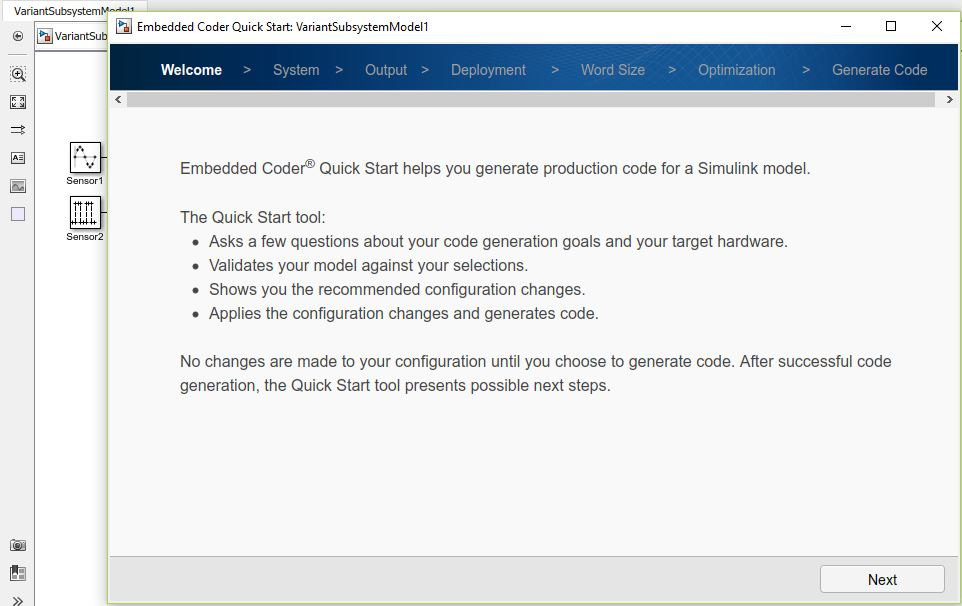 VariantSubsystemModel1
Embedded Coder Quick Start: VariantSubsystemModel1
VariantSub
Welcome > System > Output > Deployment > Word Size > Optimization > Generate Code
Embedded Coder® Quick Start helps you generate production code for a Simulink model.
Sensor1
The Quick Start tool:
Sensor2
• Asks a few questions about your code generation goals and your target hardware.
• Validates your model against your selections.
• Shows you the recommended configuration changes.
• Applies the configuration changes and generates code.
No changes are made to your configuration until you choose to generate code. After successful code
generation, the Quick Start tool presents possible next steps.
Next